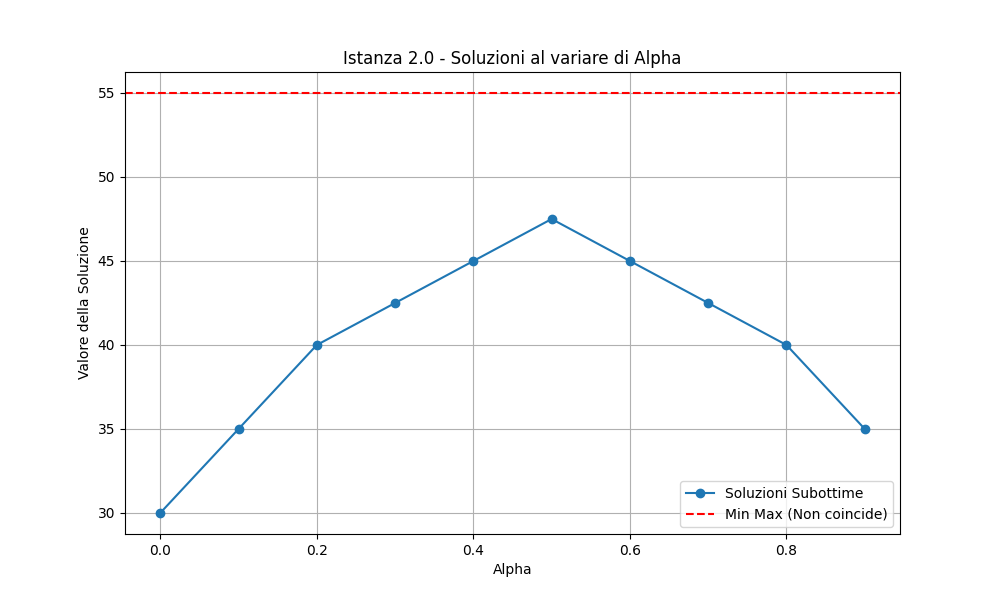 Istanza 2.0 - Soluzioni al variare di Alpha
Valore della Soluzione
55
50
45
40
35
30
0.0
0.2
0.4
0.6
0.8
Alpha
Soluzioni Subottime
Min Max (Non coincide)